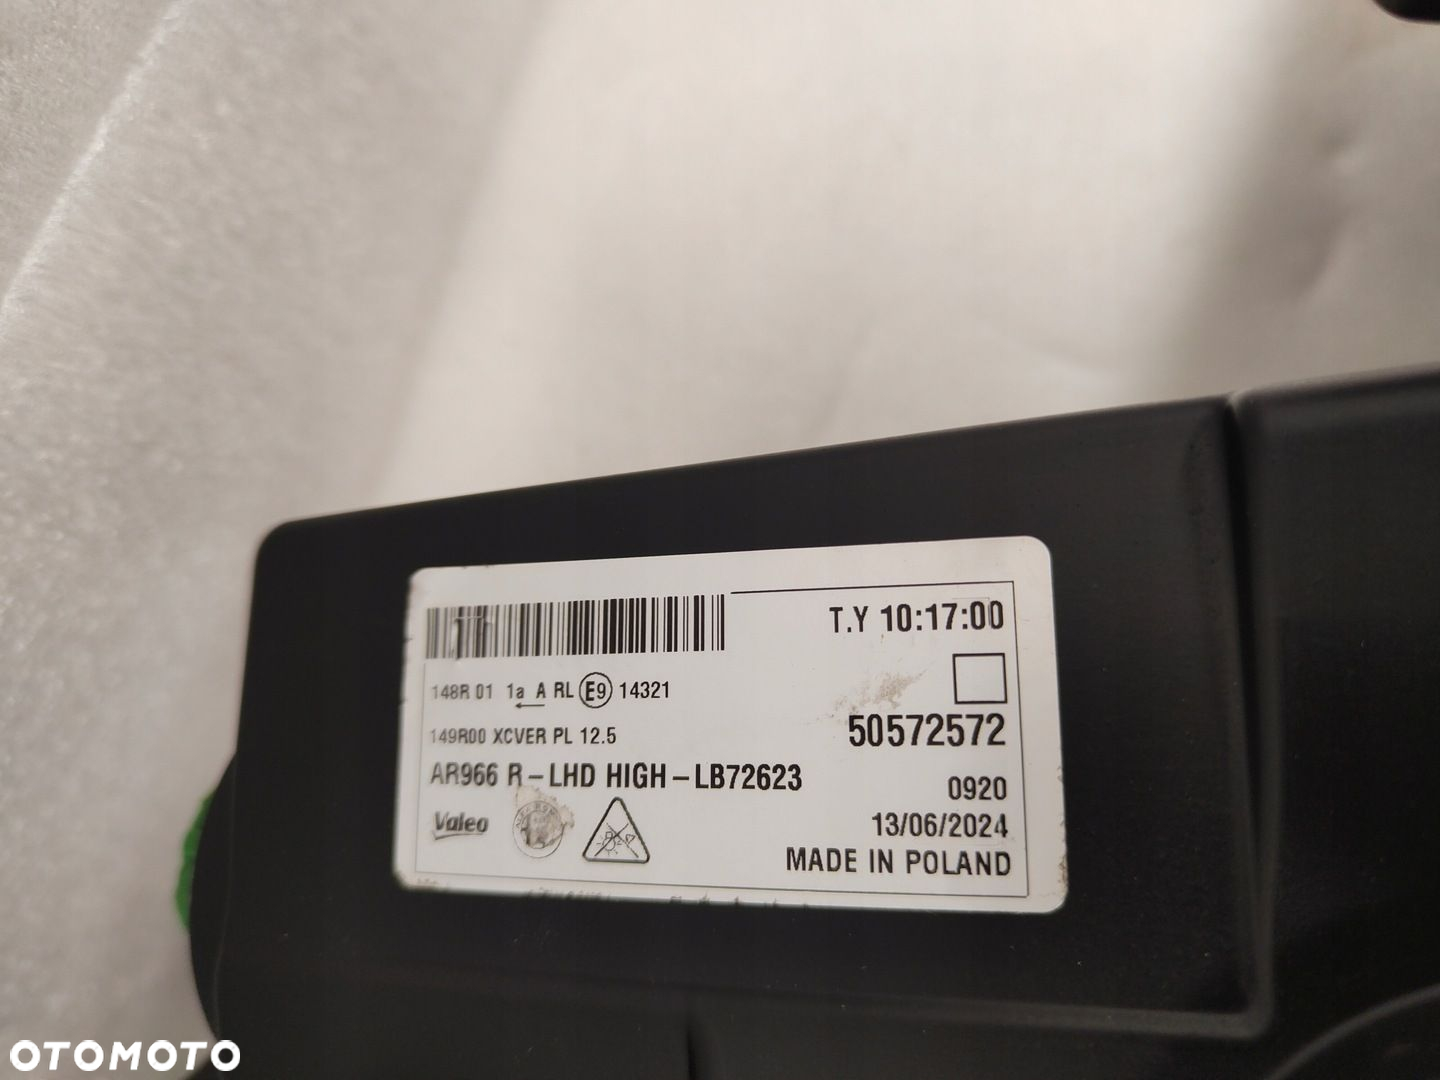 T.Y 10:17:00
148R 01 1a A RL E9 14321
50572572
149R00 XCVER PL 12.5
AR966 R-LHD HIGH-LB72623
0920
Valeo
13/06/2024
MADE IN POLAND
OTOMOTO